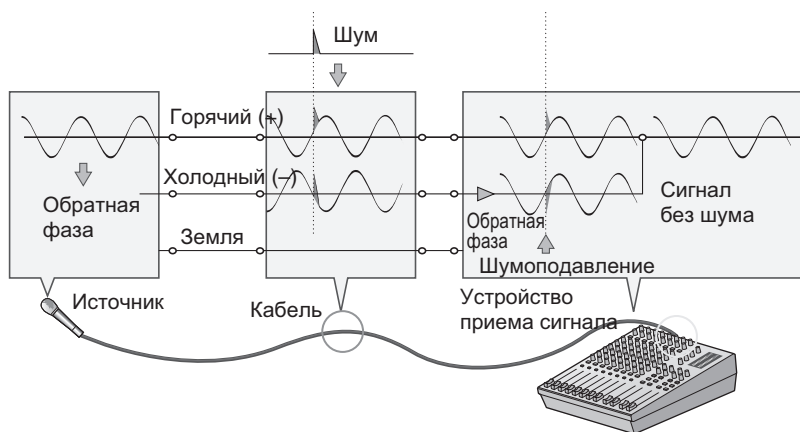 Шум
Горячий (+)
Холодный (–)
Обратная
фаза
Земля
Обратная
фаза
Сигнал
без шума
Шумоподавление
Источник
Кабель
Устройство
приема сигнала